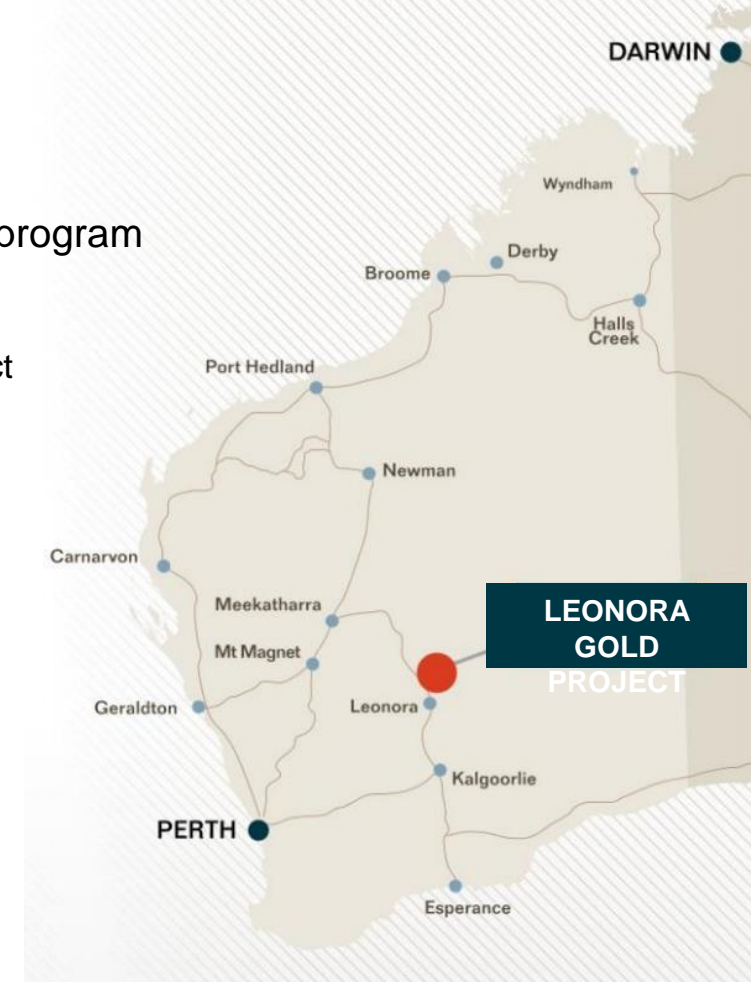 DARWIN
Wyndham
program
Derby
Broome
Halls
Creek
ct
Port Hedland
Newman
Carnarvon
LEONORA
GOLD
PROJECT
Meekatharra
Mt Magnet
Leonora
Geraldton
Kalgoorlie
PERTH
Esperance